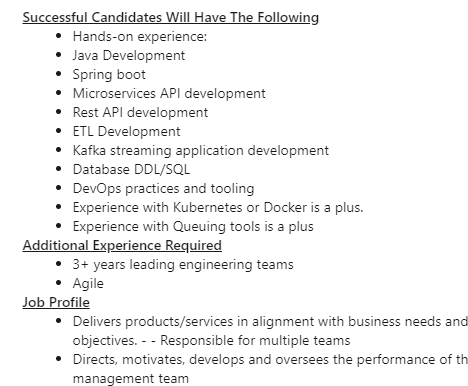 Successful Candidates Will Have The Following
• Hands-on experience:
• Java Development
• Spring boot
• Microservices API development
• Rest API development
• ETL Development
• Kafka streaming application development
• Database DDL/SQL
• DevOps practices and tooling
• Experience with Kubernetes or Docker is a plus.
• Experience with Queuing tools is a plus
Additional Experience Required
• 3+ years leading engineering teams
• Agile
Job Profile
• Delivers products/services in alignment with business needs and
objectives. - - Responsible for multiple teams
• Directs, motivates, develops and oversees the performance of th
management team